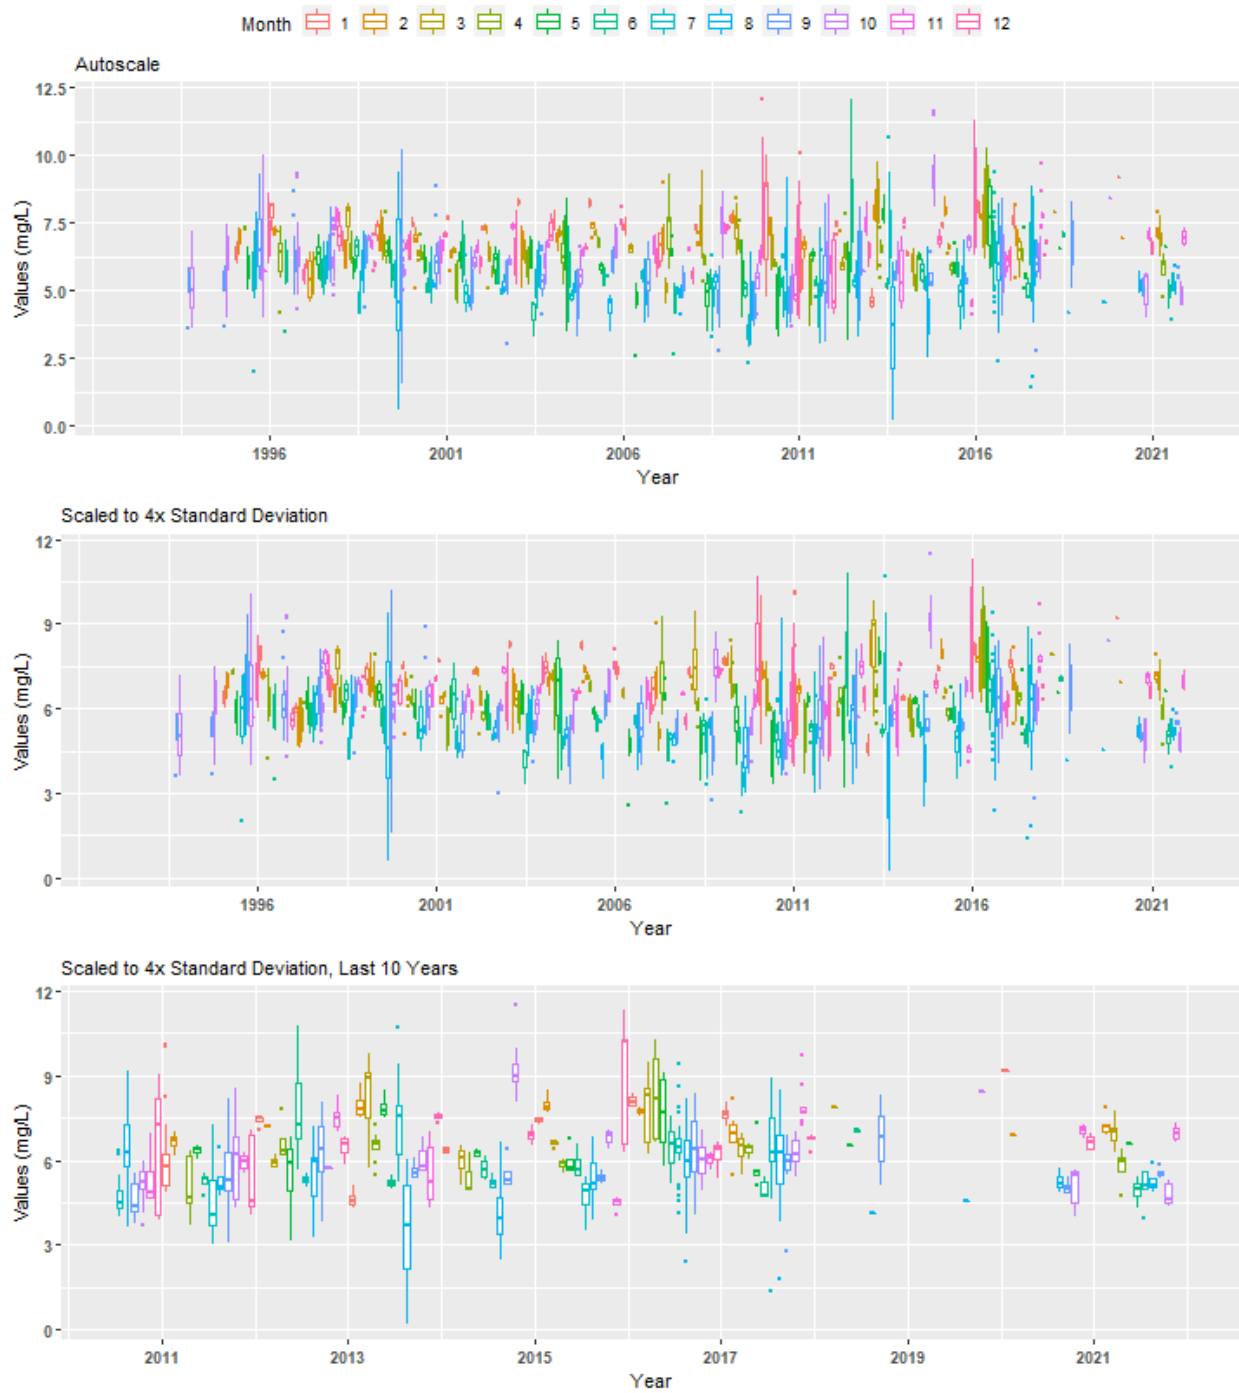 Month 1 2 3 4 5 6 7 8 9 10 11 12
Autoscale
12.5
10.0
7.5
5.0
2.5
0.0
Values (mg/L)
1996 2001 2006 2011 2016 2021
Year
Scaled to 4x Standard Deviation
12
9
6
3
0
Values (mg/L)
1996 2001 2006 2011 2016 2021
Year
Scaled to 4x Standard Deviation, Last 10 Years
12
9
6
3
0
Values (mg/L)
2011 2013 2015 2017 2019 2021
Year